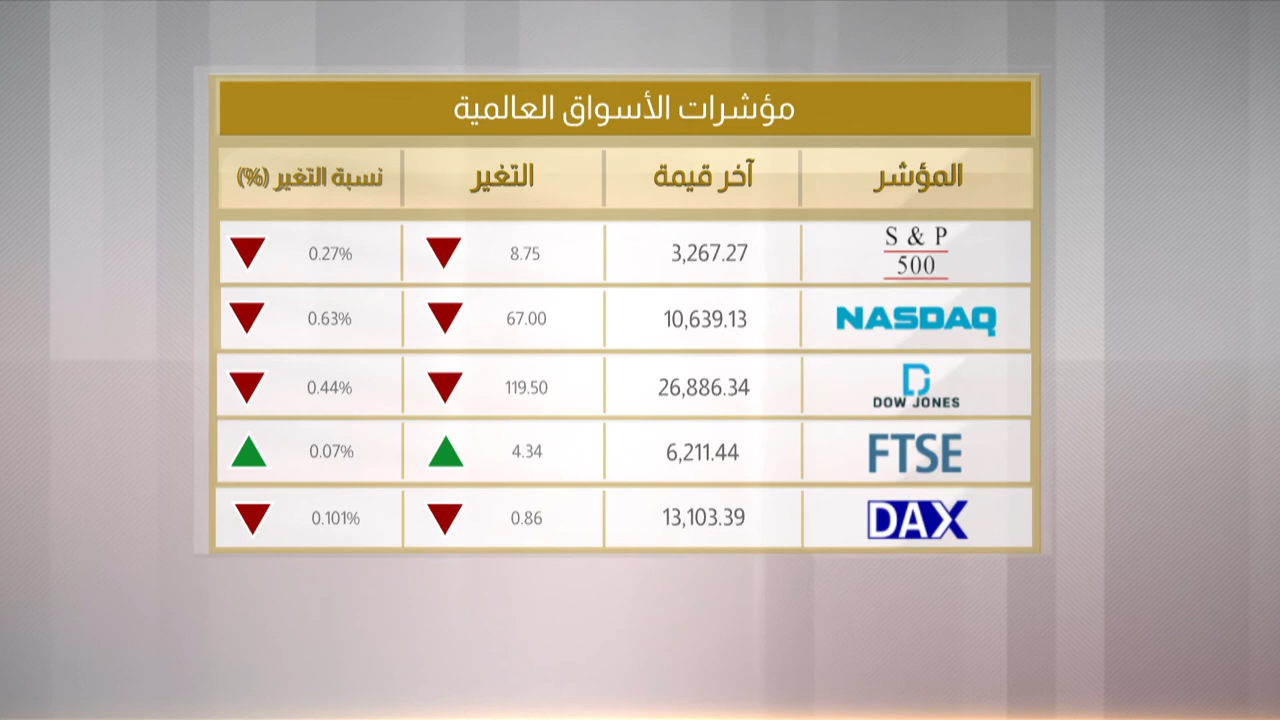 مؤشرات الأسواق العالمية
المؤشر آخر قيمة التغير نسبة التغير (%)
S & P 500 3,267.27 8.75 0.27%
NASDAQ 10,639.13 67.00 0.63%
DOW JONES 26,886.34 119.50 0.44%
FTSE 6,211.44 4.34 0.07%
DAX 13,103.39 0.86 0.101%